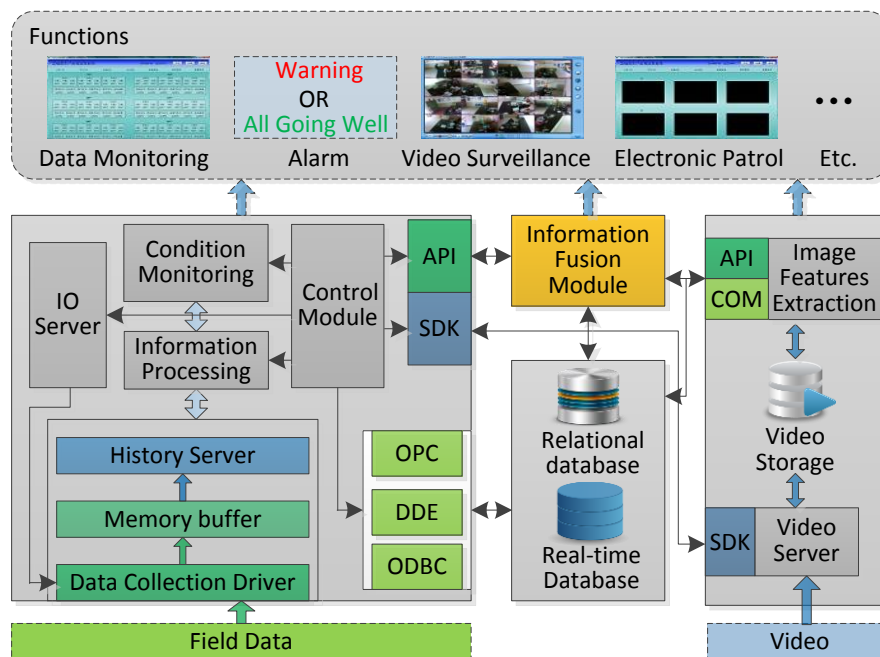 Functions
Warning
OR
All Going Well
Data Monitoring
Alarm
Video Surveillance
Electronic Patrol
...
Etc.
IO
Server
Condition
Monitoring
Information
Processing
Control
Module
API
SDK
History Server
Memory buffer
Data Collection Driver
OPC
DDE
ODBC
Field Data
Information
Fusion
Module
Relational
database
Real-time
Database
API
COM
Image
Features
Extraction
Video
Storage
SDK
Video
Server
Video